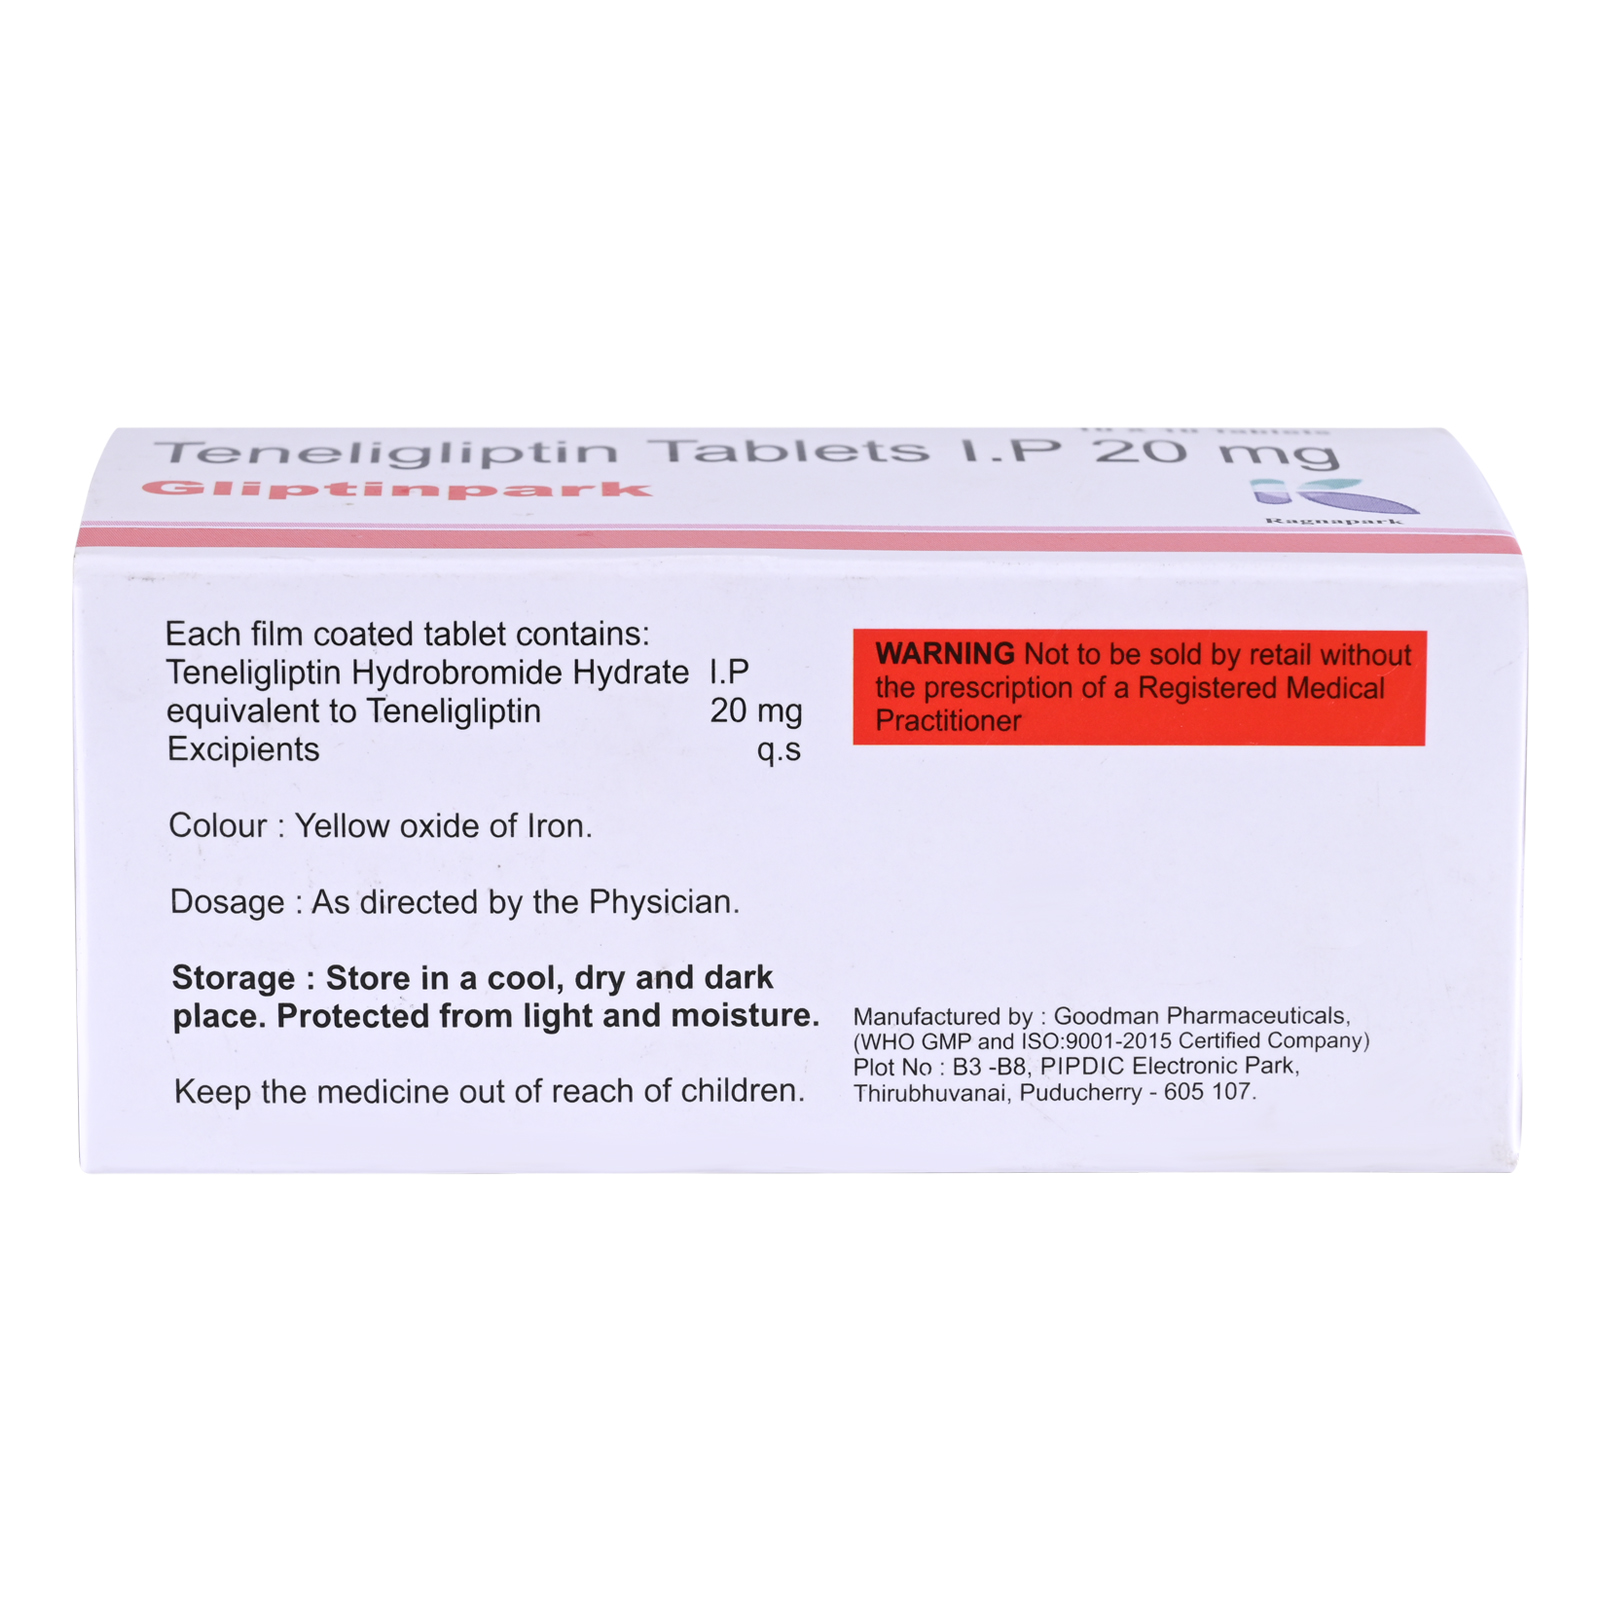 10 x 10 Tablets
Teneligliptin Tablets I.P 20 mg
Gliptinpark
Ragnapark
Each film coated tablet contains:
Teneligliptin Hydrobromide Hydrate I.P
equivalent to Teneligliptin 20 mg
Excipients q.s
Colour : Yellow oxide of Iron.
Dosage : As directed by the Physician.
Storage : Store in a cool, dry and dark
place. Protected from light and moisture.
Keep the medicine out of reach of children.
WARNING Not to be sold by retail without
the prescription of a Registered Medical
Practitioner
Manufactured by : Goodman Pharmaceuticals,
(WHO GMP and ISO:9001-2015 Certified Company)
Plot No : B3 -B8, PIPDIC Electronic Park,
Thirubhuvanai, Puducherry - 605 107.